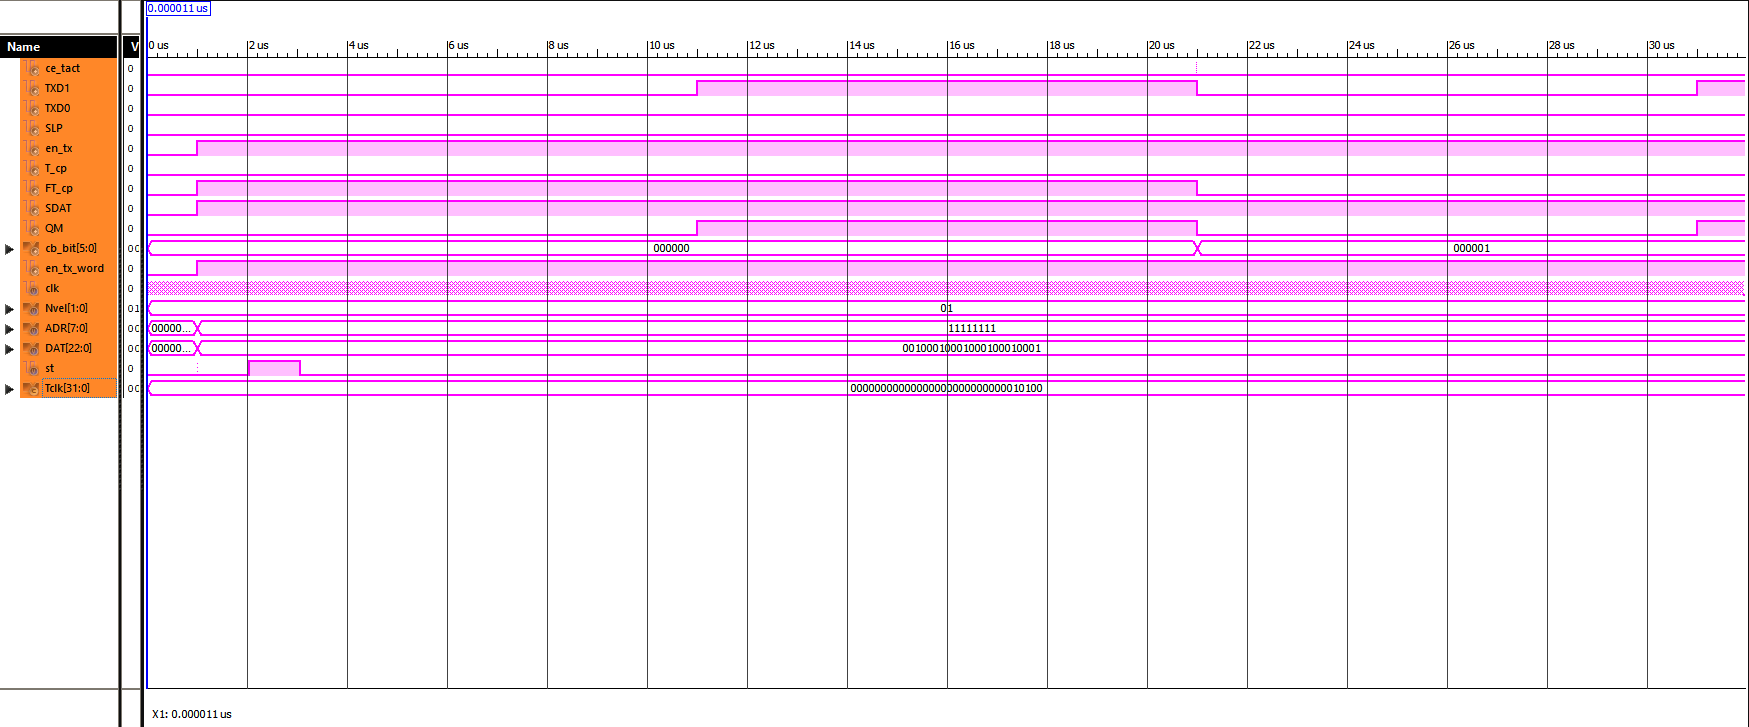 0.000011 us
Name V 0 us 2 us 4 us 6 us 8 us 10 us 12 us 14 us 16 us 18 us 20 us 22 us 24 us 26 us 28 us 30 us
ce_tact 0
TXD1 0
TXD0 0
SLP 0
en_tx 0
T_cp 0
FT_cp 0
SDAT 0
QM 0
cb_bit[5:0] 00 000000 000001
en_tx_word 0
clk 0
Nvel[1:0] 01 01
ADR[7:0] 00 00000... 11111111
DAT[22:0] 00 00000... 00100010001000100010001
st 0
Tclk[31:0] 00 00000000000000000000000000010100
X1: 0.000011 us